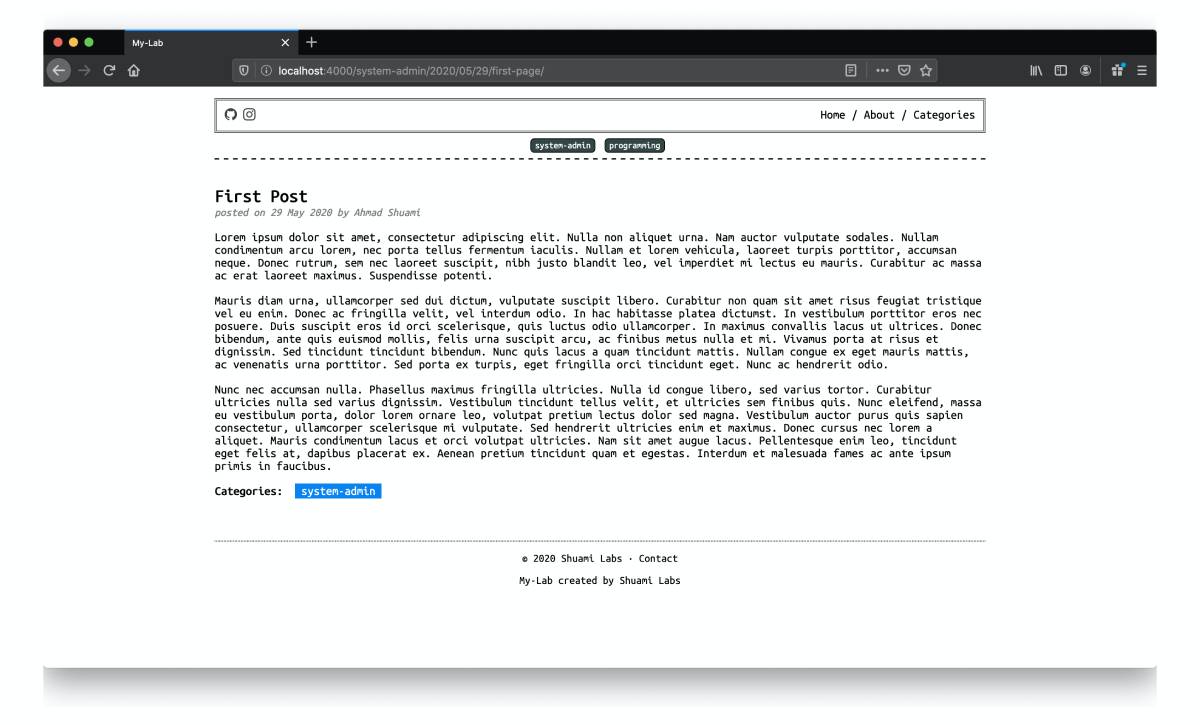 My-Lab
localhost:4000/system-admin/2020/05/29/first-page/
Home / About / Categories
system-admin programming
First Post
posted on 29 May 2020 by Ahmad Shuami
Lorem ipsum dolor sit amet, consectetur adipiscing elit. Nulla non aliquet urna. Nam auctor vulputate sodales. Nullam
condimentum arcu lorem, nec porta tellus fermentum iaculis. Nullam et lorem vehicula, laoreet turpis porttitor, accumsan
neque. Donec rutrum, sem nec laoreet suscipit, nibh justo blandit leo, vel imperdiet mi lectus eu mauris. Curabitur ac massa
ac erat laoreet maximus. Suspendisse potenti.
Mauris diam urna, ullamcorper sed dui dictum, vulputate suscipit libero. Curabitur non quam sit amet risus feugiat tristique
vel eu enim. Donec ac fringilla velit, vel interdum odio. In hac habitasse platea dictumst. In vestibulum porttitor eros nec
posuere. Duis suscipit eros id orci scelerisque, quis luctus odio ullamcorper. In maximus convallis lacus ut ultrices. Donec
bibendum, ante quis euismod mollis, felis urna suscipit arcu, ac finibus metus nulla et mi. Vivamus porta at risus et
dignissim. Sed tincidunt tincidunt bibendum. Nunc quis lacus a quam tincidunt mattis. Nullam congue ex eget mauris mattis,
ac venenatis urna porttitor. Sed porta ex turpis, eget fringilla orci tincidunt eget. Nunc ac hendrerit odio.
Nunc nec accumsan nulla. Phasellus maximus fringilla ultricies. Nulla id congue libero, sed varius tortor. Curabitur
ultricies nulla sed varius dignissim. Vestibulum tincidunt tellus velit, et ultricies sem finibus quis. Nunc eleifend, massa
eu vestibulum porta, dolor lorem ornare leo, volutpat pretium lectus dolor sed magna. Vestibulum auctor purus quis sapien
consectetur, ullamcorper scelerisque mi vulputate. Sed hendrerit ultricies enim et maximus. Donec cursus nec lorem a
aliquet. Mauris condimentum lacus et orci volutpat ultricies. Nam sit amet augue lacus. Pellentesque enim leo, tincidunt
eget felis at, dapibus placerat ex. Aenean pretium tincidunt quam et egestas. Interdum et malesuada fames ac ante ipsum
primis in faucibus.
Categories: system-admin
© 2020 Shuami Labs · Contact
My-Lab created by Shuami Labs